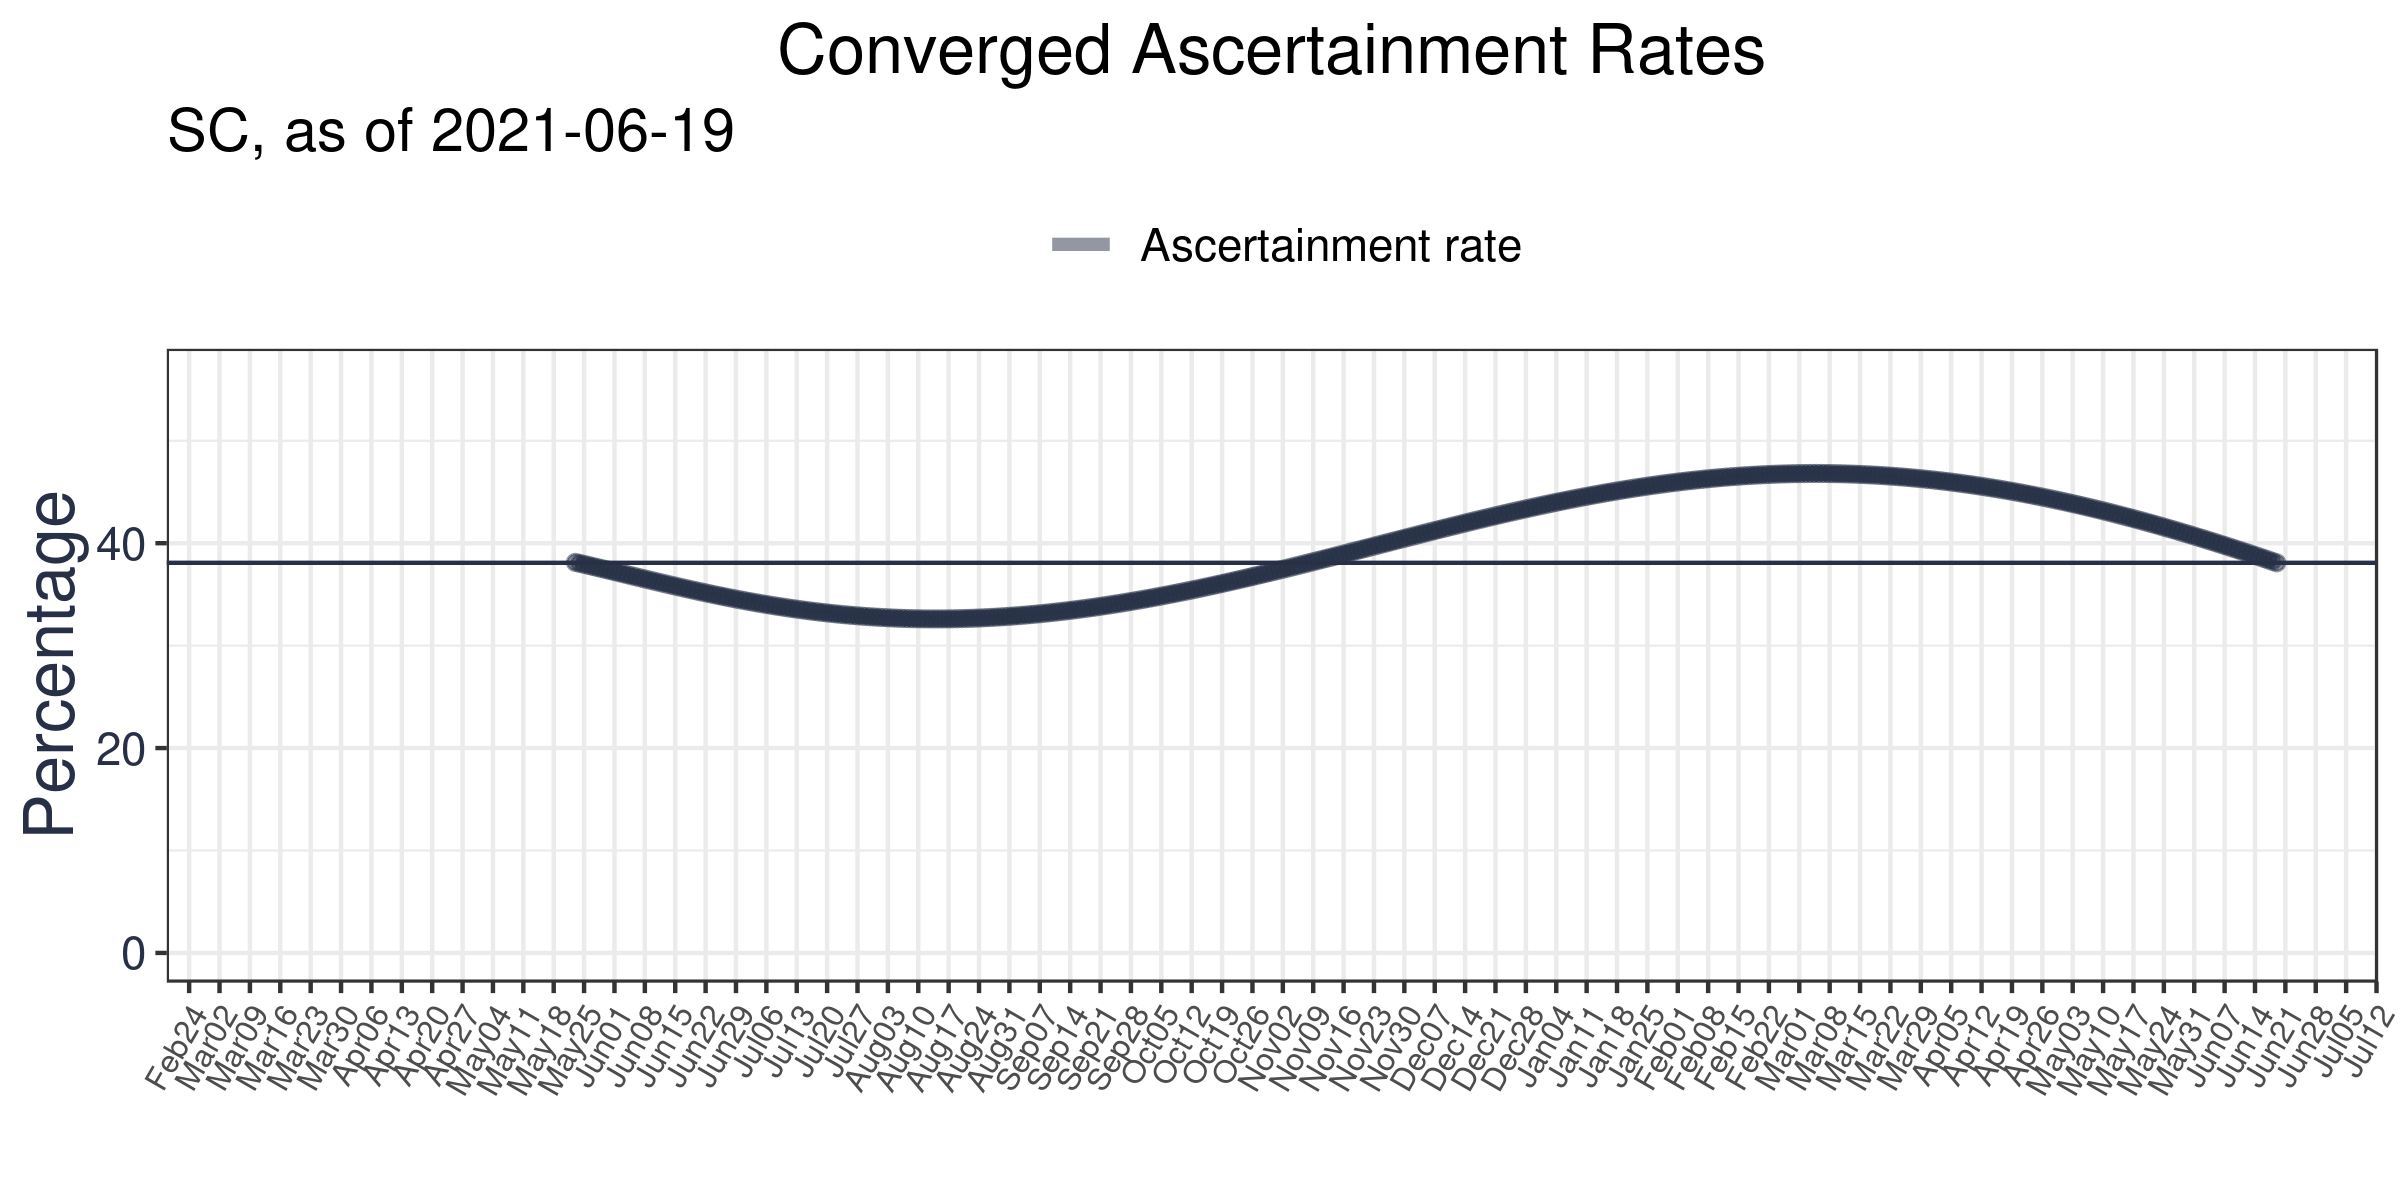 Converged Ascertainment Rates
SC, as of 2021-06-19
Ascertainment rate
Percentage
40
20
0
Feb24
Mar02
Mar09
Mar16
Mar23
Mar30
Apr06
Apr13
Apr20
Apr27
May04
May11
May18
May25
Jun01
Jun08
Jun15
Jun22
Jun29
Jul06
Jul13
Jul20
Jul27
Aug03
Aug10
Aug17
Aug24
Aug31
Sep07
Sep14
Sep21
Sep28
Oct05
Oct12
Oct19
Oct26
Nov02
Nov09
Nov16
Nov23
Nov30
Dec07
Dec14
Dec21
Dec28
Jan04
Jan11
Jan18
Jan25
Feb01
Feb08
Feb15
Feb22
Mar01
Mar08
Mar15
Mar22
Mar29
Apr05
Apr12
Apr19
Apr26
May03
May10
May17
May24
May31
Jun07
Jun14
Jun21
Jun28
Jul05
Jul12